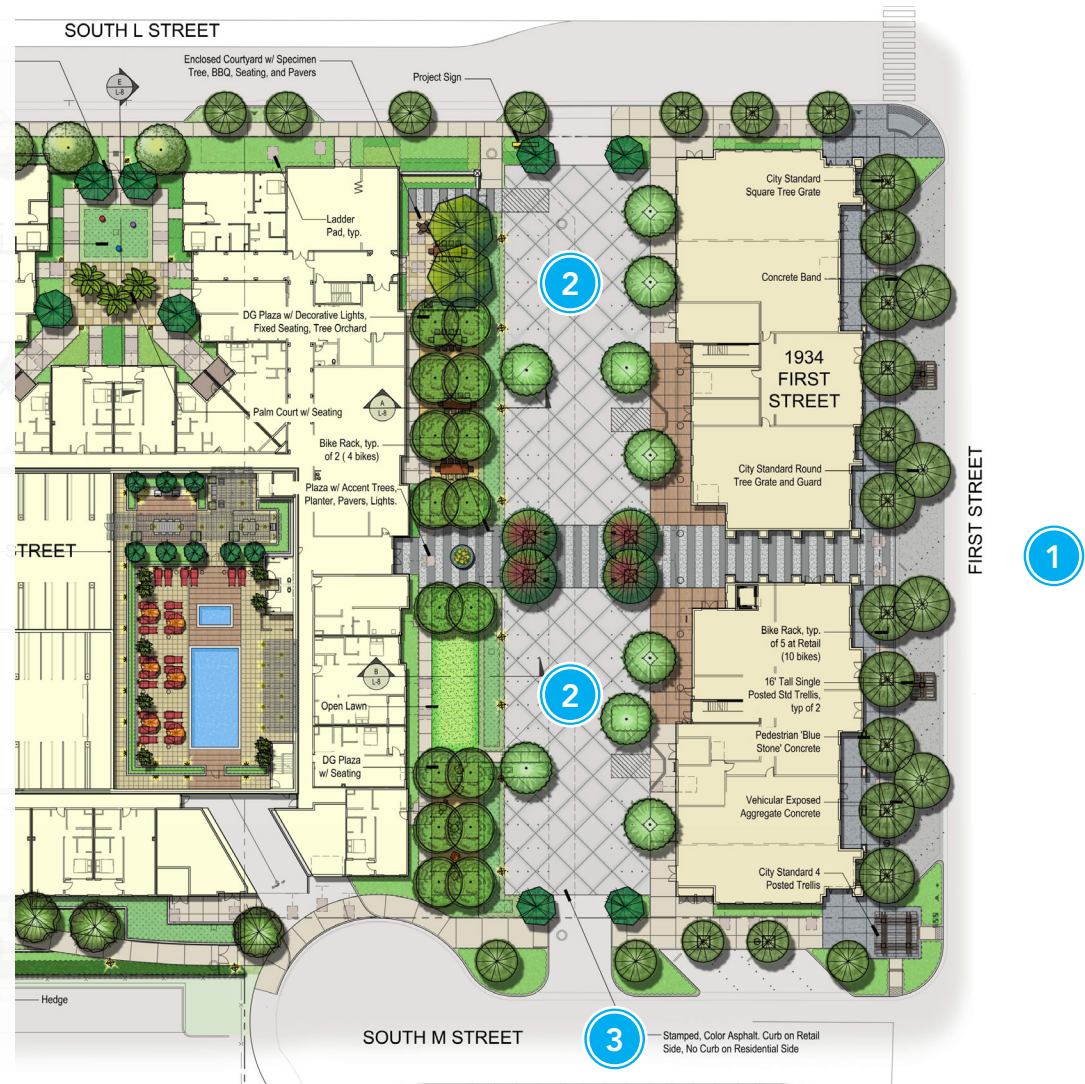 SOUTH L STREET
Enclosed Courtyard w/ Specimen
Tree, BBQ, Seating, and Pavers
Project Sign
E
L-8
City Standard
Square Tree Grate
Ladder
Pad, typ.
Concrete Band
2
DG Plaza w/ Decorative Lights,
Fixed Seating, Tree Orchard
1934
FIRST
STREET
Palm Court w/ Seating
A
L-8
Bike Rack, typ.
of 2 ( 4 bikes)
City Standard Round
Tree Grate and Guard
Plaza w/ Accent Trees,
Planter, Pavers, Lights.
STREET
FIRST STREET
1
Bike Rack, typ.
of 5 at Retail
(10 bikes)
B
L-8
16' Tall Single
Posted Std Trellis,
typ of 2
2
Open Lawn
Pedestrian 'Blue
Stone' Concrete
DG Plaza
w/ Seating
Vehicular Exposed
Aggregate Concrete
City Standard 4
Posted Trellis
Hedge
SOUTH M STREET
3
Stamped, Color Asphalt. Curb on Retail
Side, No Curb on Residential Side